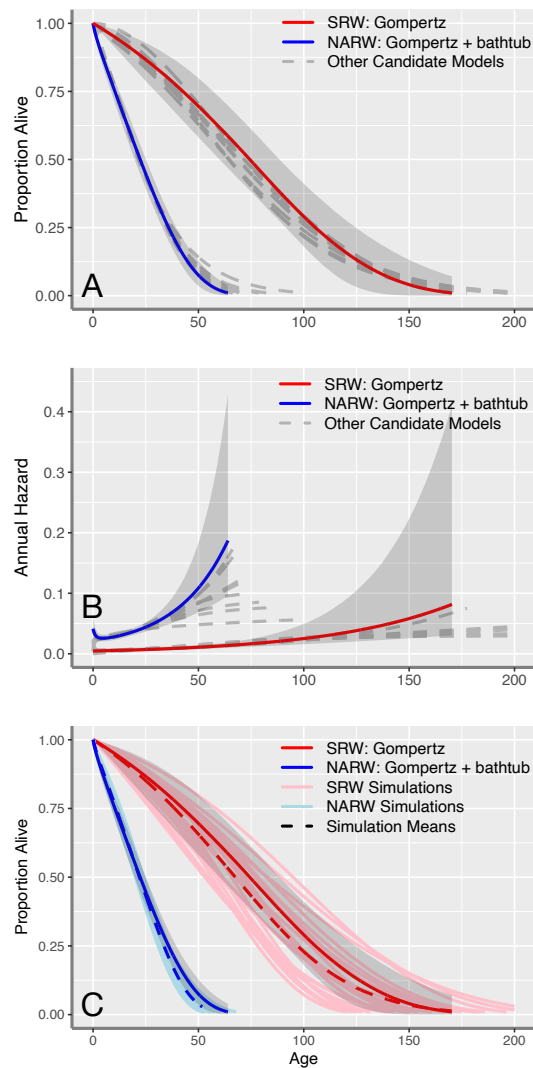 SRW: Gompertz
NARW: Gompertz + bathtub
Other Candidate Models
Proportion Alive
1.00
0.75
0.50
0.25
0.00
A
0 50 100 150 200
SRW: Gompertz
NARW: Gompertz + bathtub
Other Candidate Models
Annual Hazard
0.4
0.3
0.2
0.1
0.0
B
0 50 100 150 200
SRW: Gompertz
NARW: Gompertz + bathtub
SRW Simulations
NARW Simulations
Simulation Means
Proportion Alive
1.00
0.75
0.50
0.25
0.00
C
0 50 100 150 200
Age